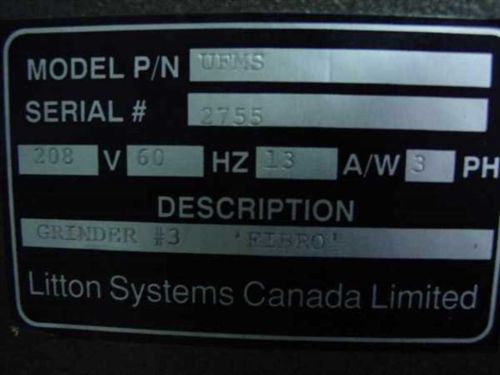 MODEL P/N UFMS
SERIAL # 2755
208 V 60 HZ 13 A/W 3 PH
DESCRIPTION
GRINDER #3 'FIBRO'
Litton Systems Canada Limited